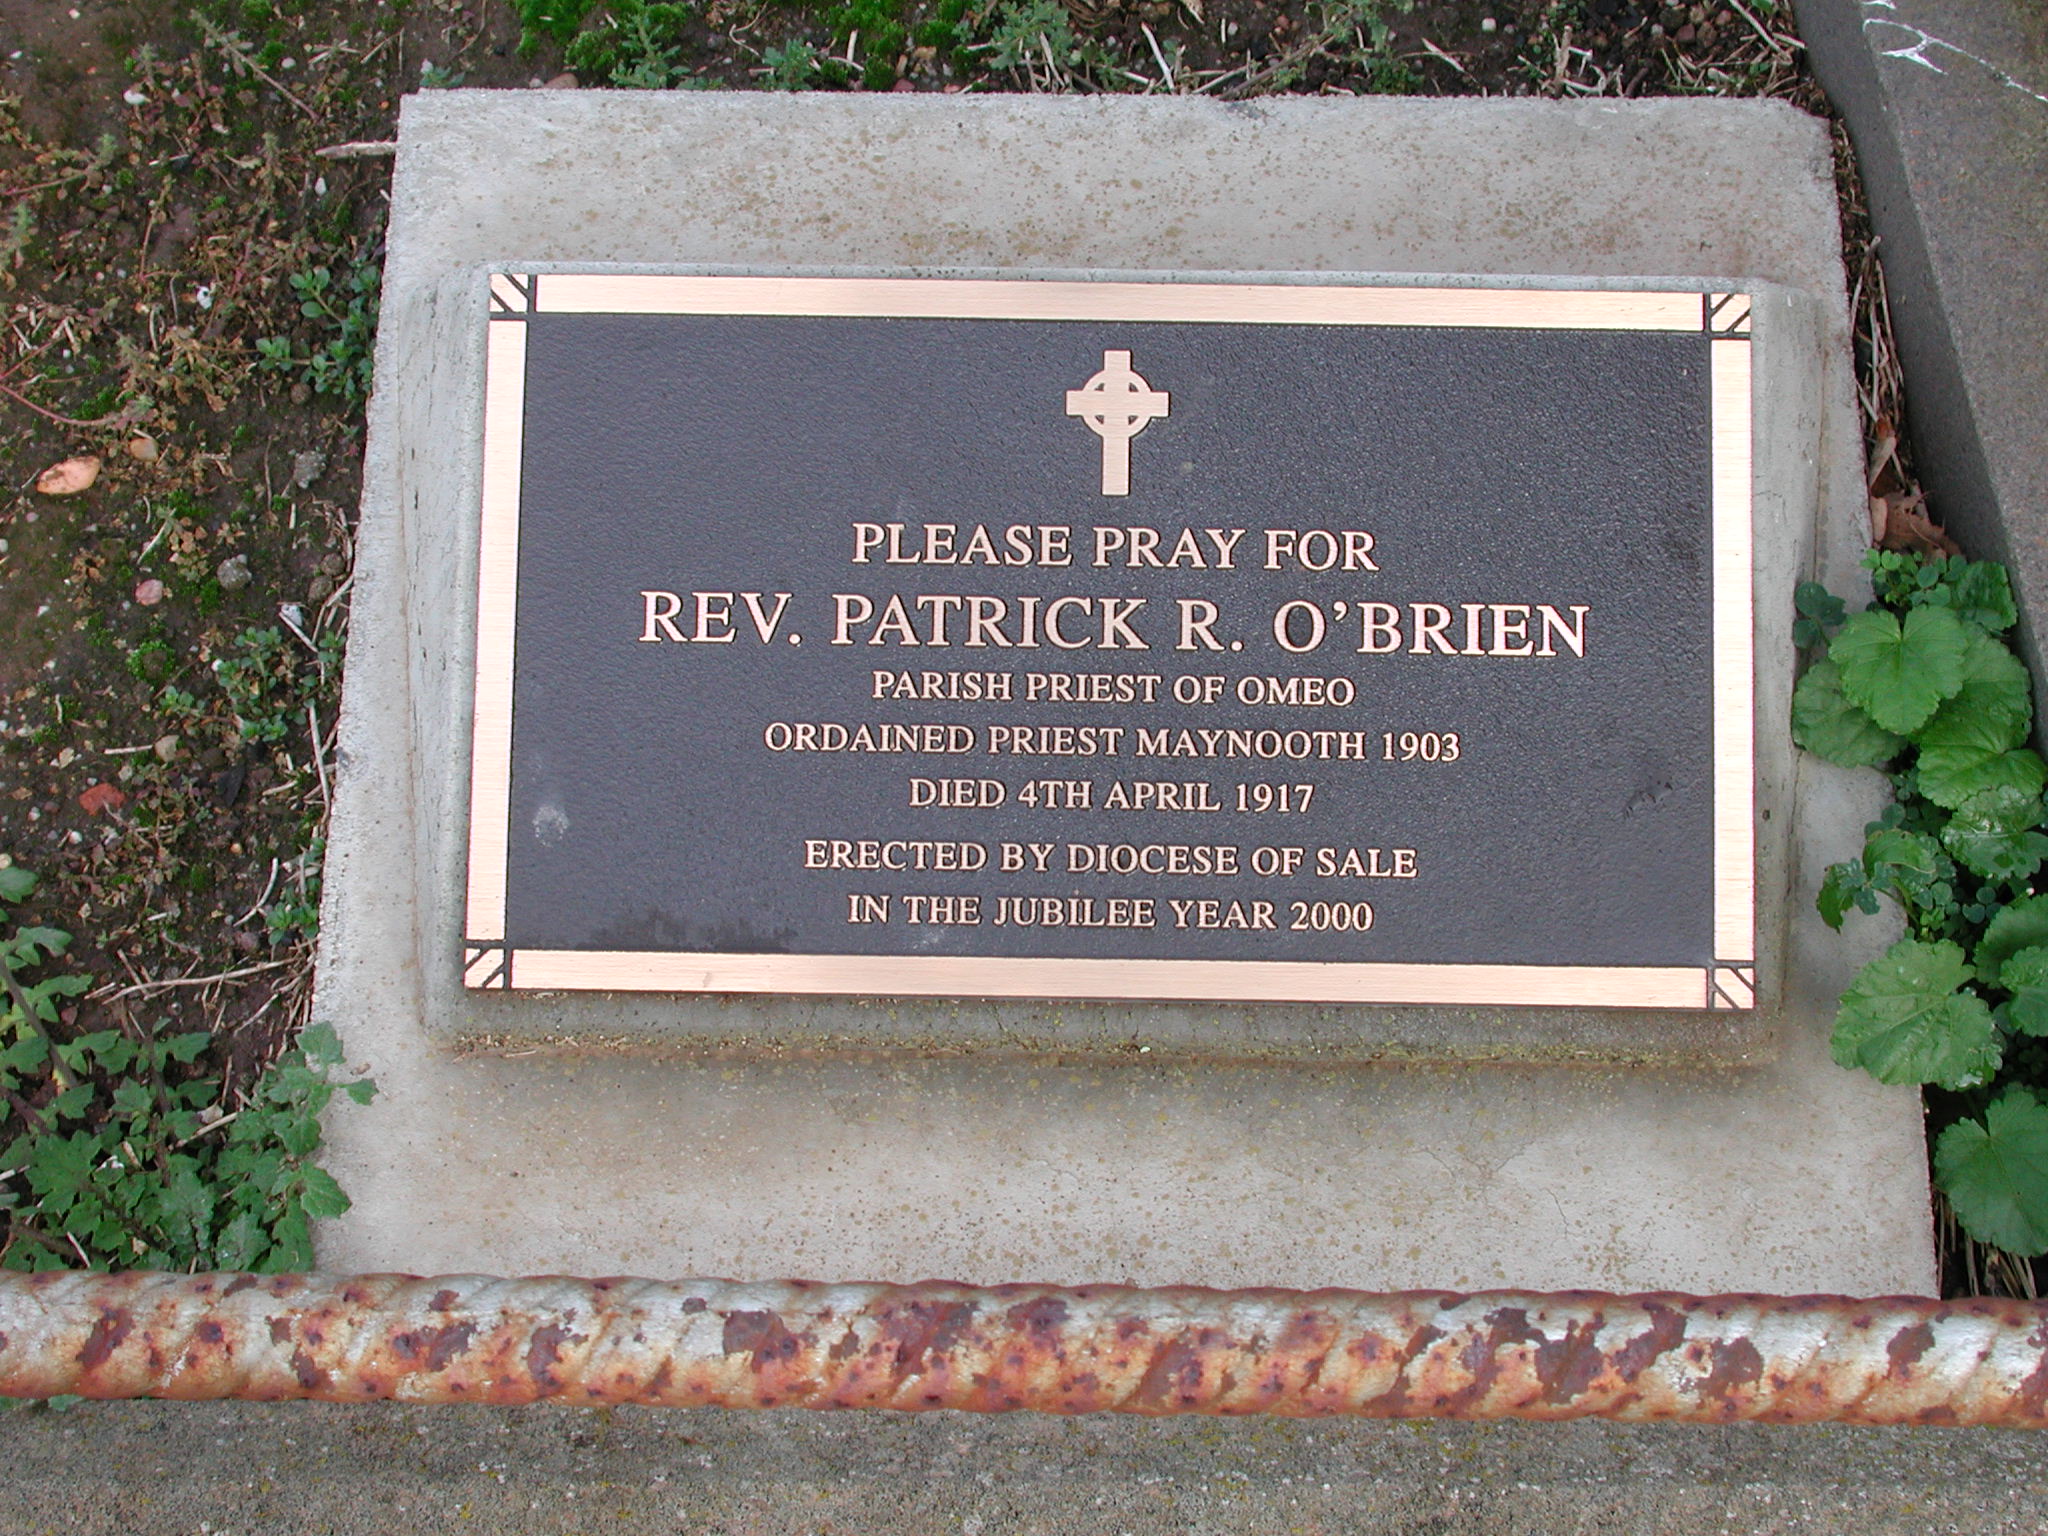 PLEASE PRAY FOR
REV. PATRICK R. O'BRIEN
PARISH PRIEST OF OMEO
ORDAINED PRIEST MAYNOOTH 1903
DIED 4TH APRIL 1917
ERECTED BY DIOCESE OF SALE
IN THE JUBILEE YEAR 2000